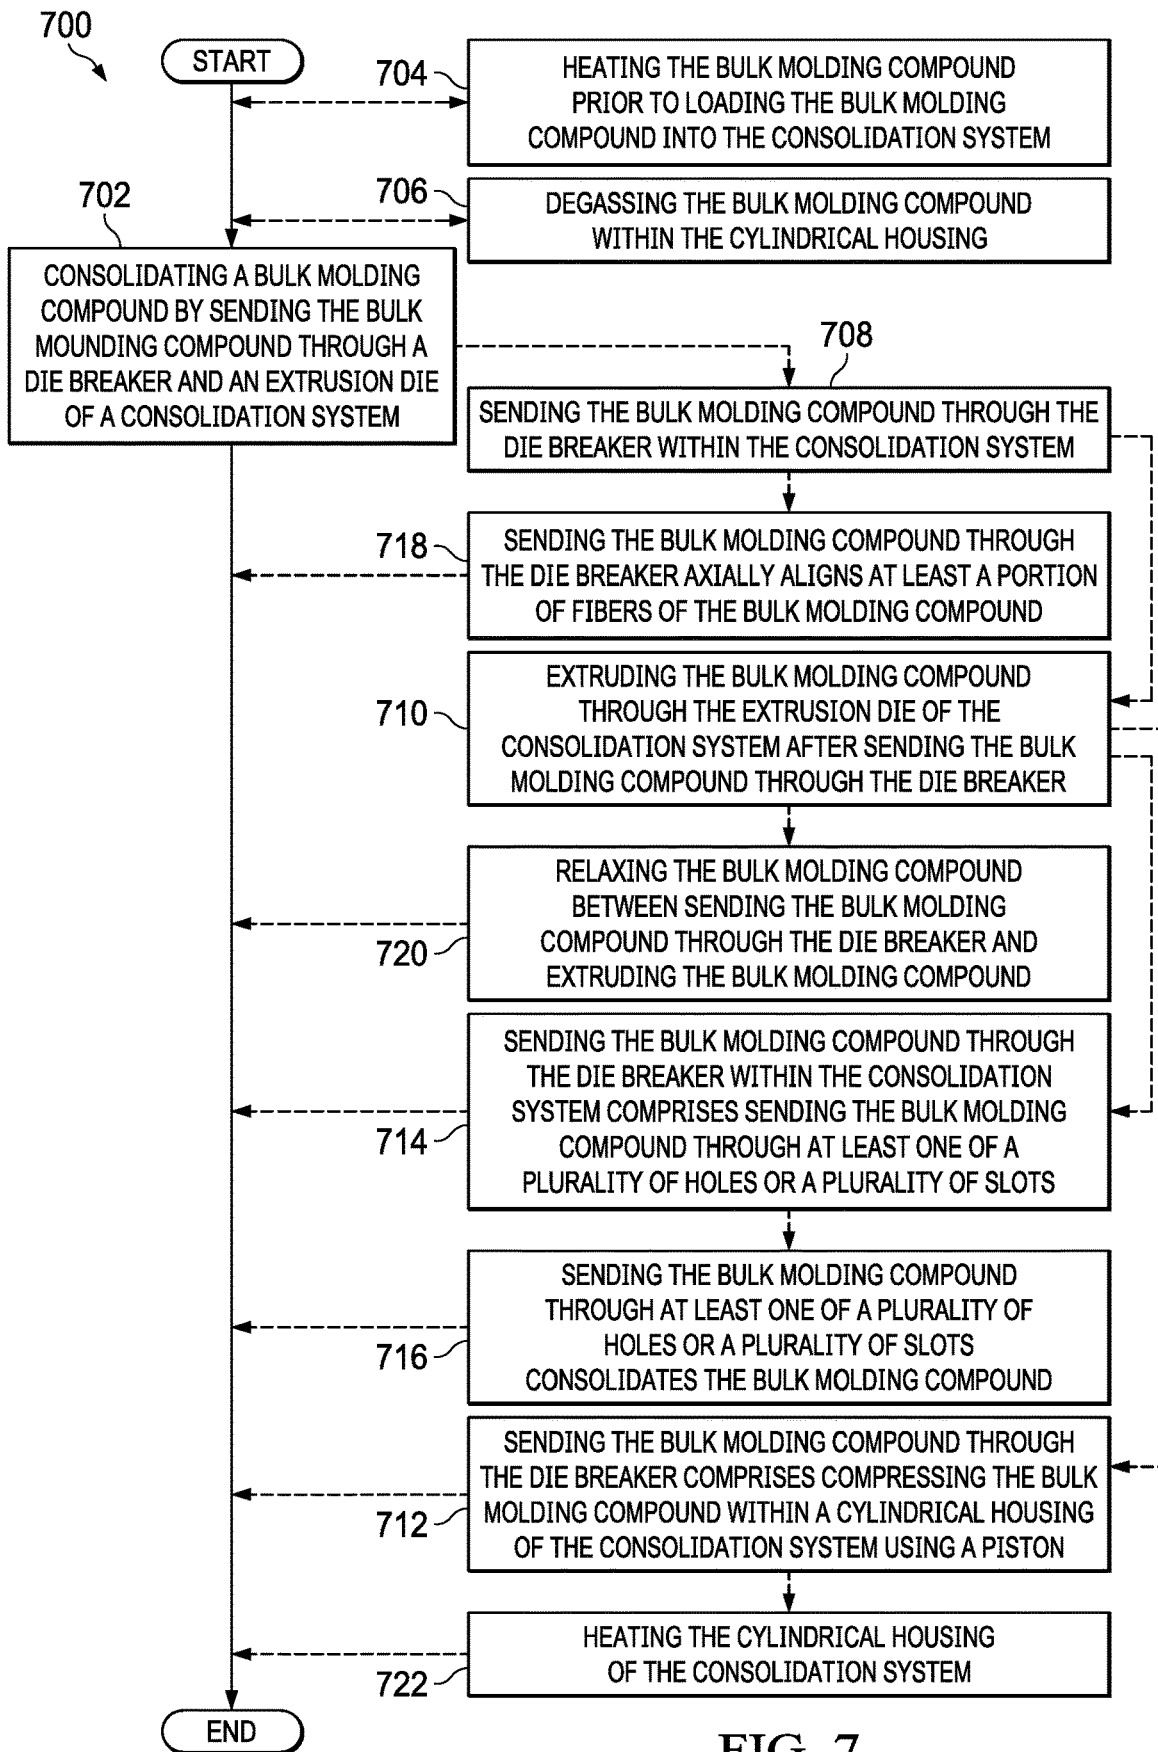 700
START
704
HEATING THE BULK MOLDING COMPOUND
PRIOR TO LOADING THE BULK MOLDING
COMPOUND INTO THE CONSOLIDATION SYSTEM
706
DEGASSING THE BULK MOLDING COMPOUND
WITHIN THE CYLINDRICAL HOUSING
702
CONSOLIDATING A BULK MOLDING
COMPOUND BY SENDING THE BULK
MOUNDING COMPOUND THROUGH A
DIE BREAKER AND AN EXTRUSION DIE
OF A CONSOLIDATION SYSTEM
708
SENDING THE BULK MOLDING COMPOUND THROUGH THE
DIE BREAKER WITHIN THE CONSOLIDATION SYSTEM
718
SENDING THE BULK MOLDING COMPOUND THROUGH
THE DIE BREAKER AXIALLY ALIGNS AT LEAST A PORTION
OF FIBERS OF THE BULK MOLDING COMPOUND
710
EXTRUDING THE BULK MOLDING COMPOUND
THROUGH THE EXTRUSION DIE OF THE
CONSOLIDATION SYSTEM AFTER SENDING THE BULK
MOLDING COMPOUND THROUGH THE DIE BREAKER
720
RELAXING THE BULK MOLDING COMPOUND
BETWEEN SENDING THE BULK MOLDING
COMPOUND THROUGH THE DIE BREAKER AND
EXTRUDING THE BULK MOLDING COMPOUND
714
SENDING THE BULK MOLDING COMPOUND THROUGH
THE DIE BREAKER WITHIN THE CONSOLIDATION
SYSTEM COMPRISES SENDING THE BULK MOLDING
COMPOUND THROUGH AT LEAST ONE OF A
PLURALITY OF HOLES OR A PLURALITY OF SLOTS
716
SENDING THE BULK MOLDING COMPOUND
THROUGH AT LEAST ONE OF A PLURALITY OF
HOLES OR A PLURALITY OF SLOTS
CONSOLIDATES THE BULK MOLDING COMPOUND
712
SENDING THE BULK MOLDING COMPOUND THROUGH
THE DIE BREAKER COMPRISES COMPRESSING THE BULK
MOLDING COMPOUND WITHIN A CYLINDRICAL HOUSING
OF THE CONSOLIDATION SYSTEM USING A PISTON
722
HEATING THE CYLINDRICAL HOUSING
OF THE CONSOLIDATION SYSTEM
END
FIG. 7